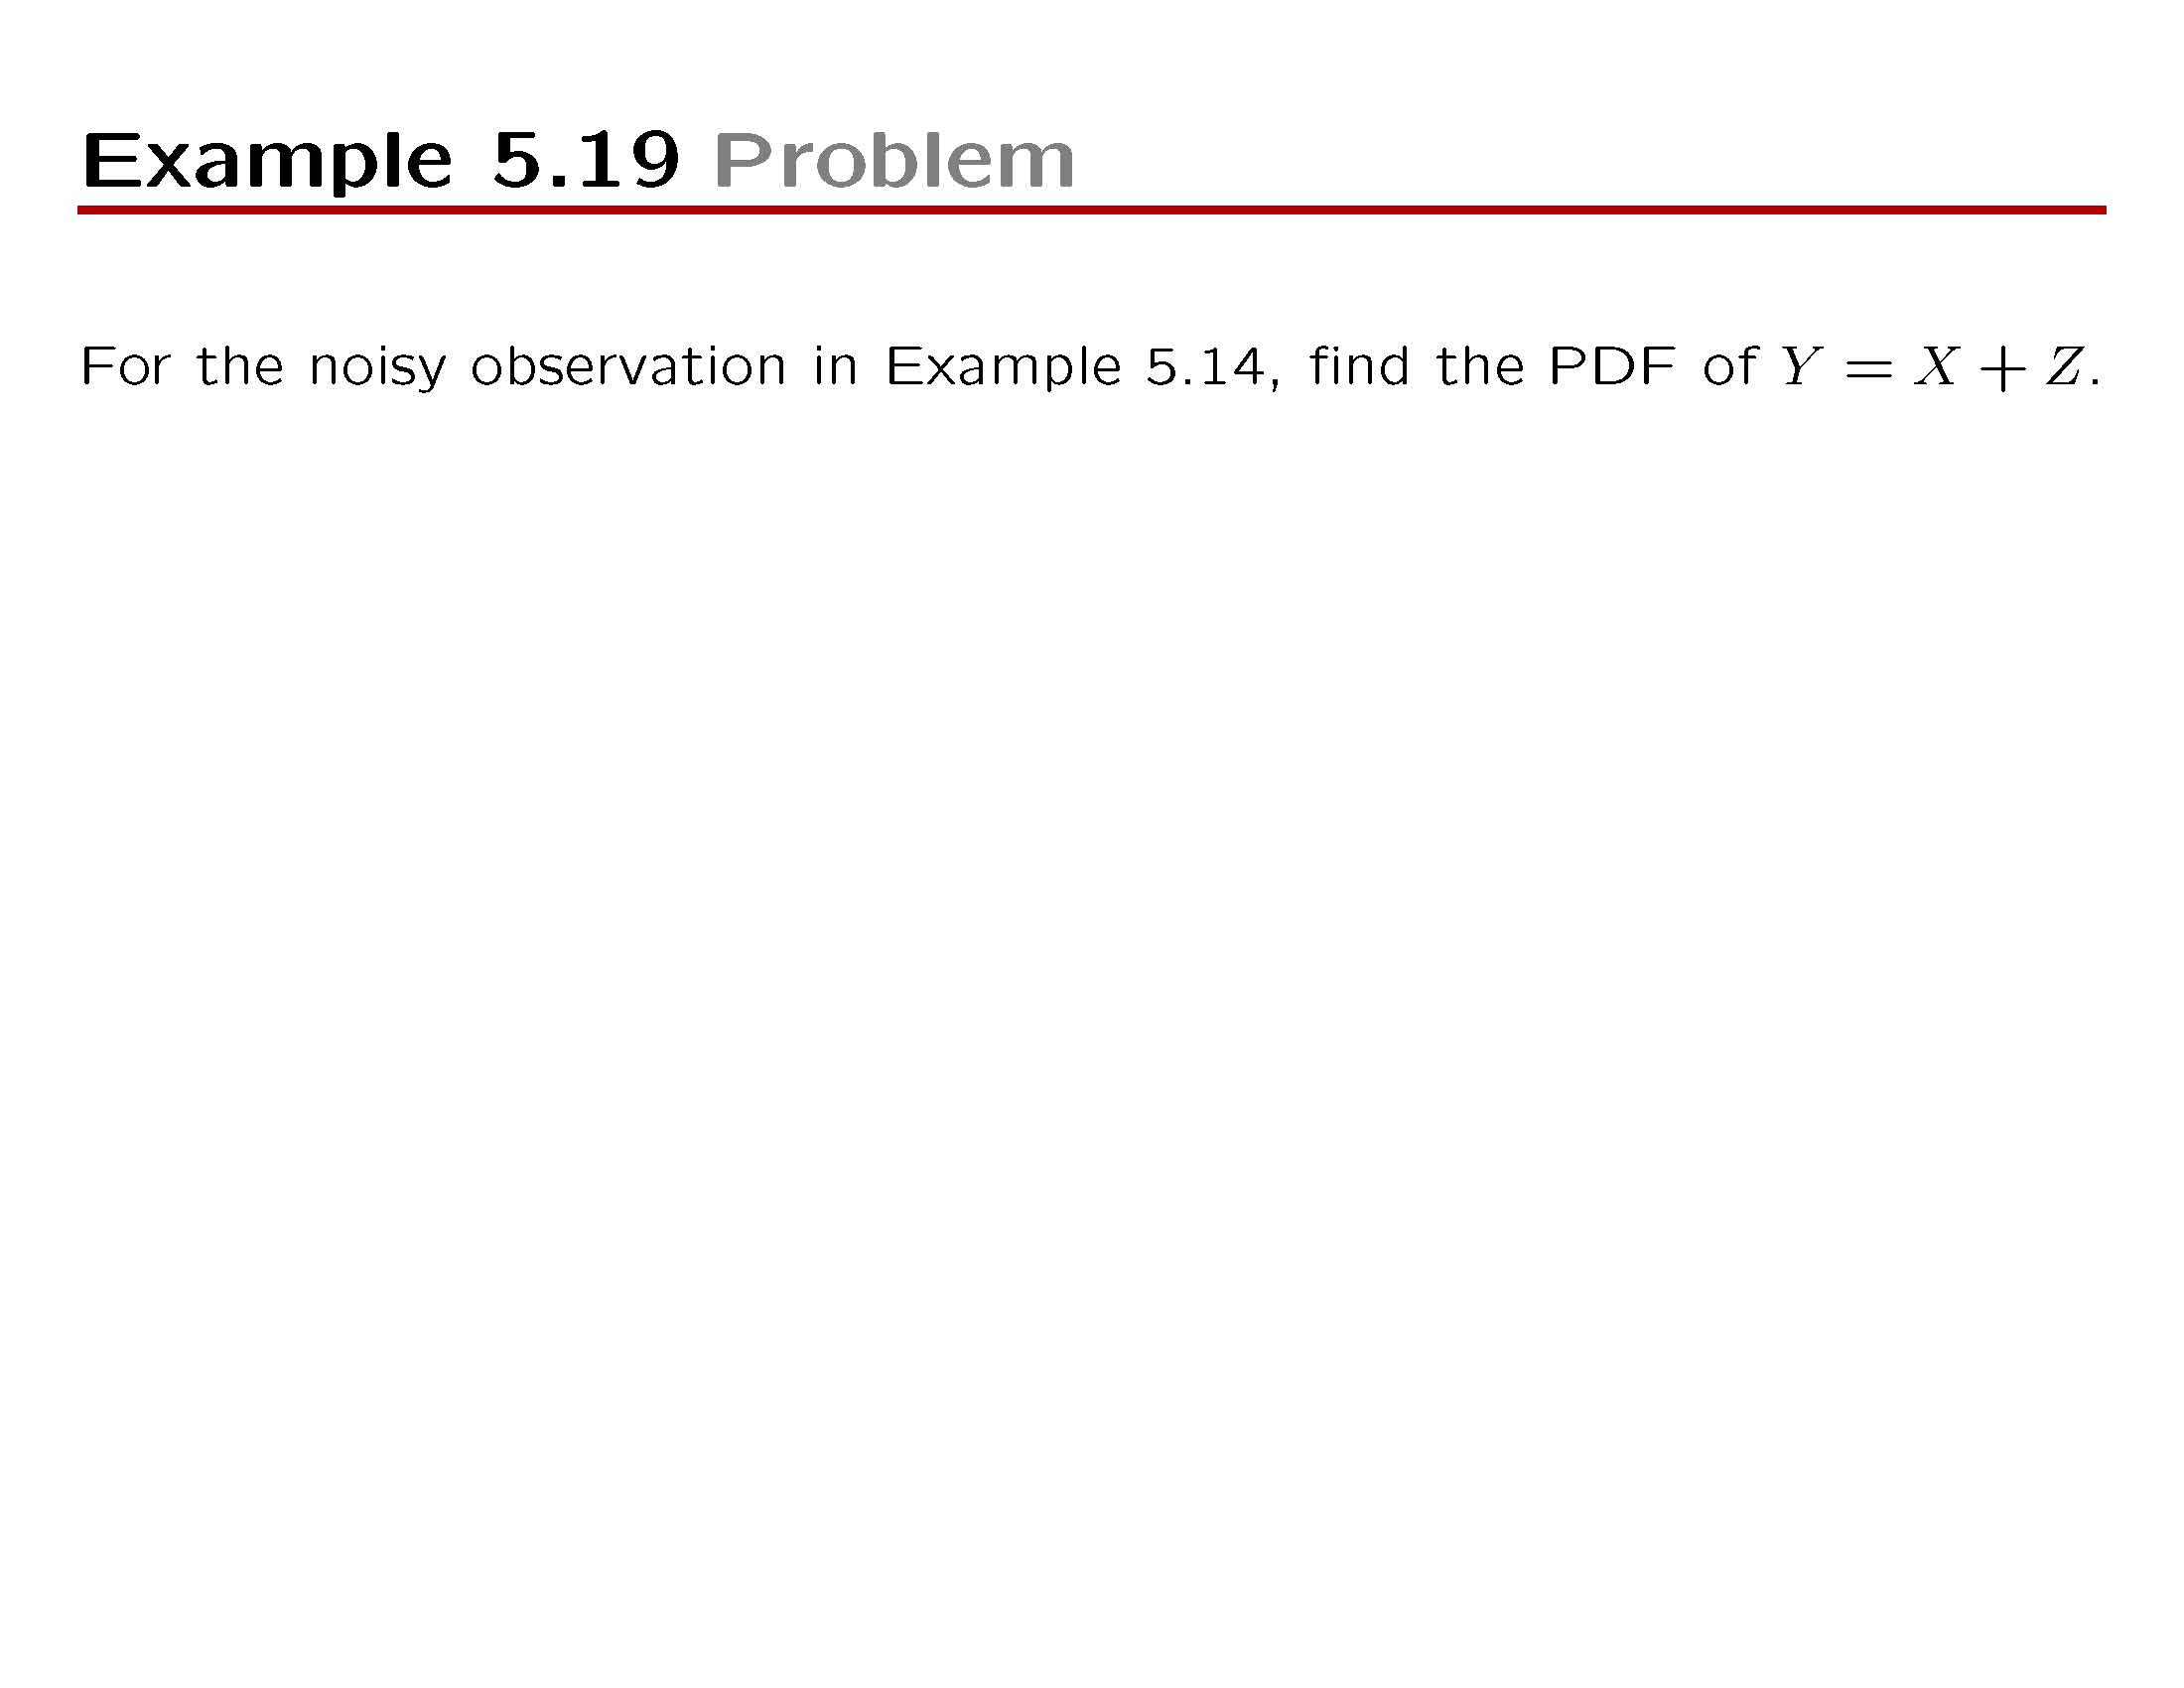 Example 5.19 Problem
For the noisy observation in Example 5.14, find the PDF of Y = X + Z.